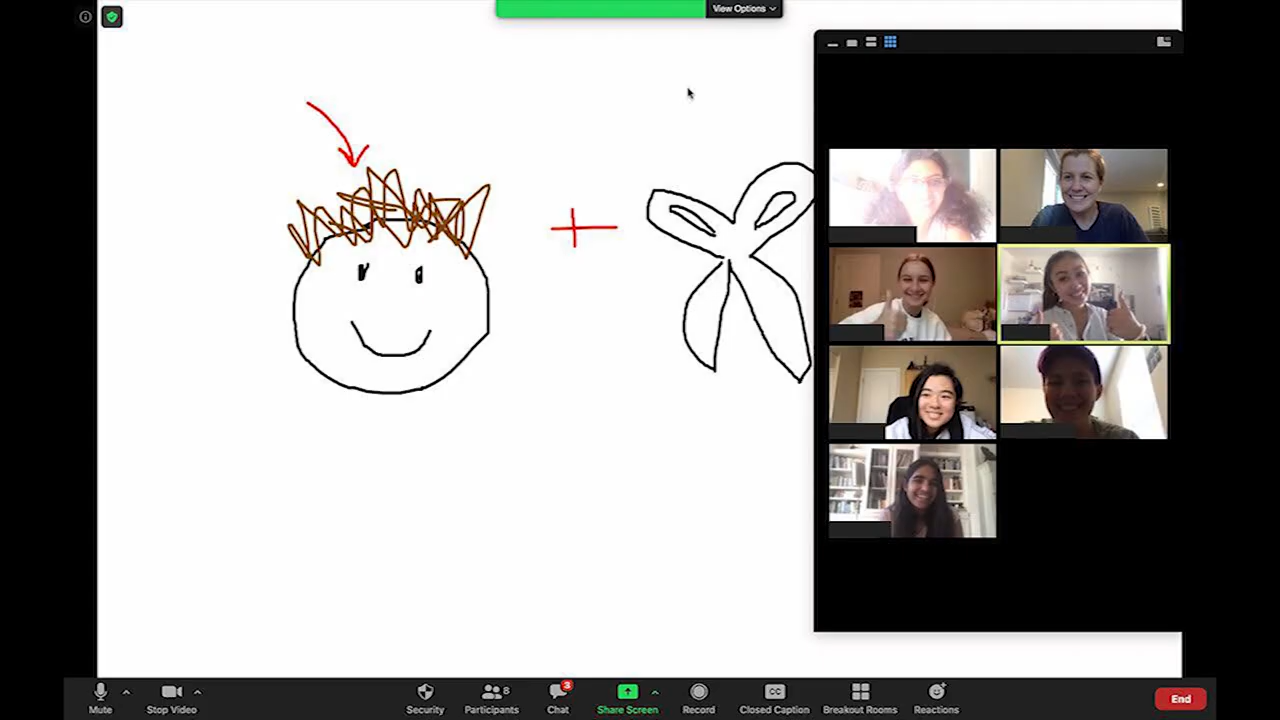 View Options
Mute
Stop Video
Security
8
Participants
3
Chat
Share Screen
Record
CC
Closed Caption
Breakout Rooms
Reactions
End